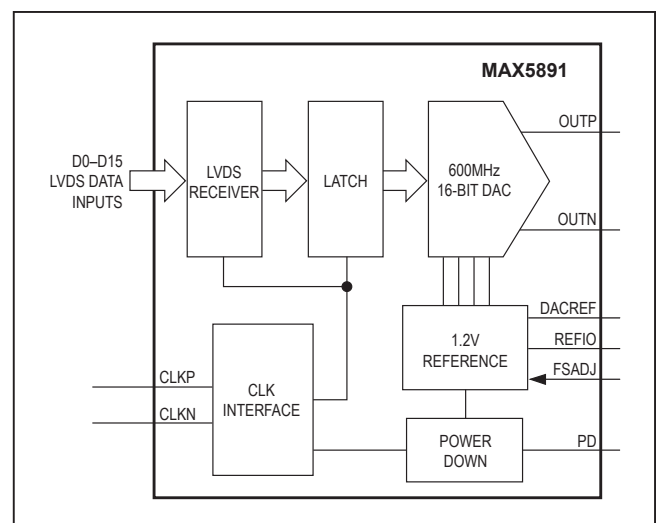 MAX5891
D0–D15
LVDS DATA
INPUTS
LVDS
RECEIVER
LATCH
600MHz
16-BIT DAC
OUTP
OUTN
CLKP
CLKN
CLK
INTERFACE
1.2V
REFERENCE
DACREF
REFIO
FSADJ
POWER
DOWN
PD